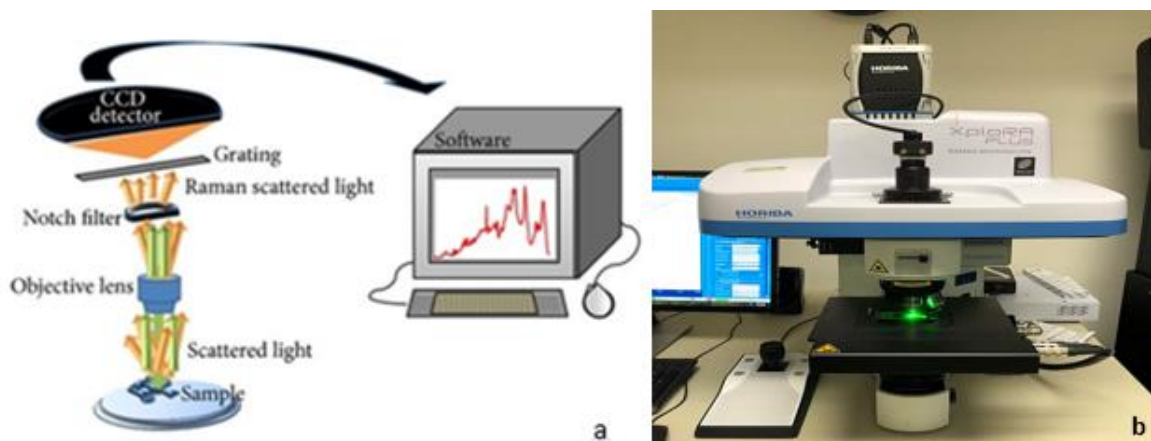 CCD
detector
Grating
Raman scattered light
Notch filter
Objective lens
Scattered light
Sample
Software
a
HORIBA
XploRA
PLUS
HORIBA
b